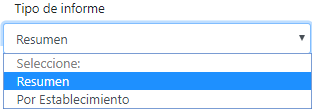 Tipo de informe
Resumen
Seleccione:
Resumen
Por Establecimiento